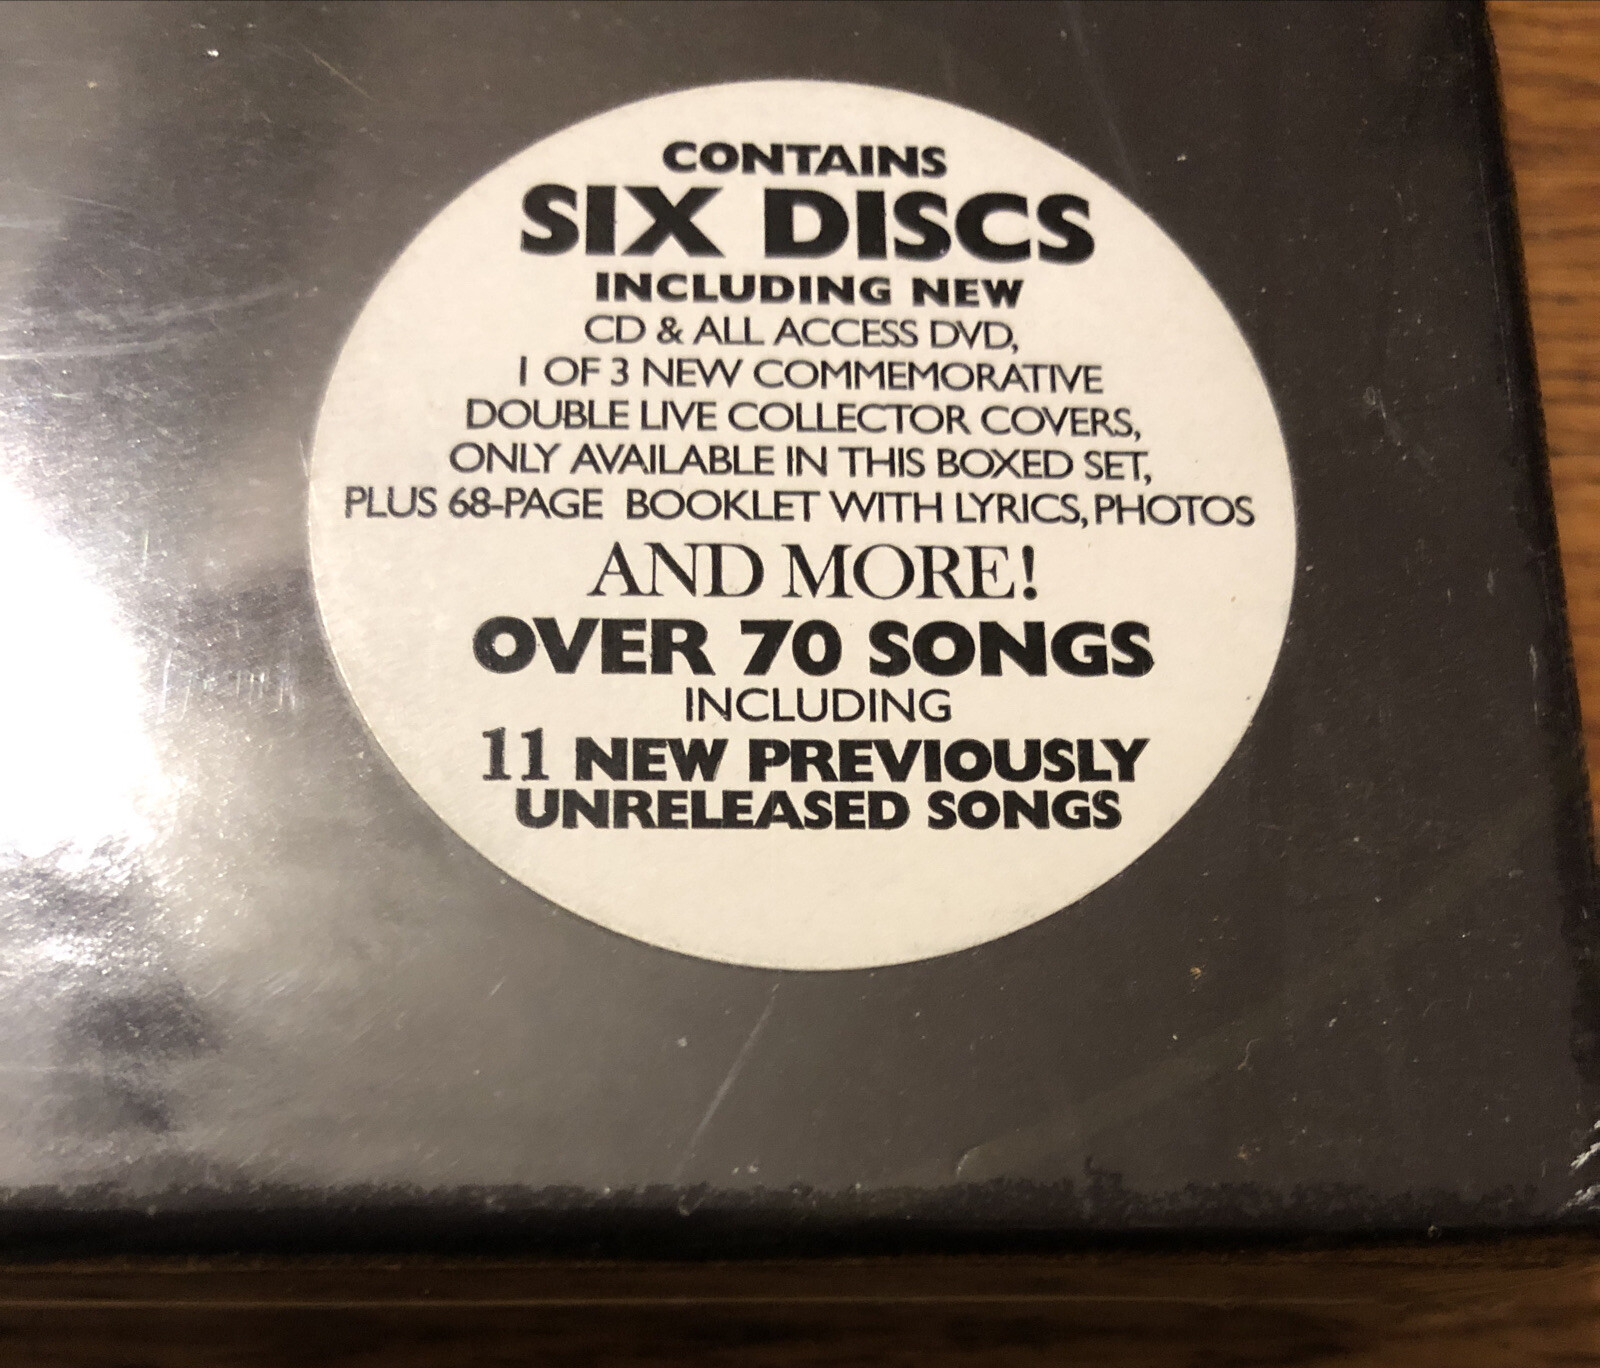 CONTAINS
SIX DISCS
INCLUDING NEW
CD & ALL ACCESS DVD,
1 OF 3 NEW COMMEMORATIVE
DOUBLE LIVE COLLECTOR COVERS,
ONLY AVAILABLE IN THIS BOXED SET,
PLUS 68-PAGE BOOKLET WITH LYRICS, PHOTOS
AND MORE!
OVER 70 SONGS
INCLUDING
11 NEW PREVIOUSLY
UNRELEASED SONGS